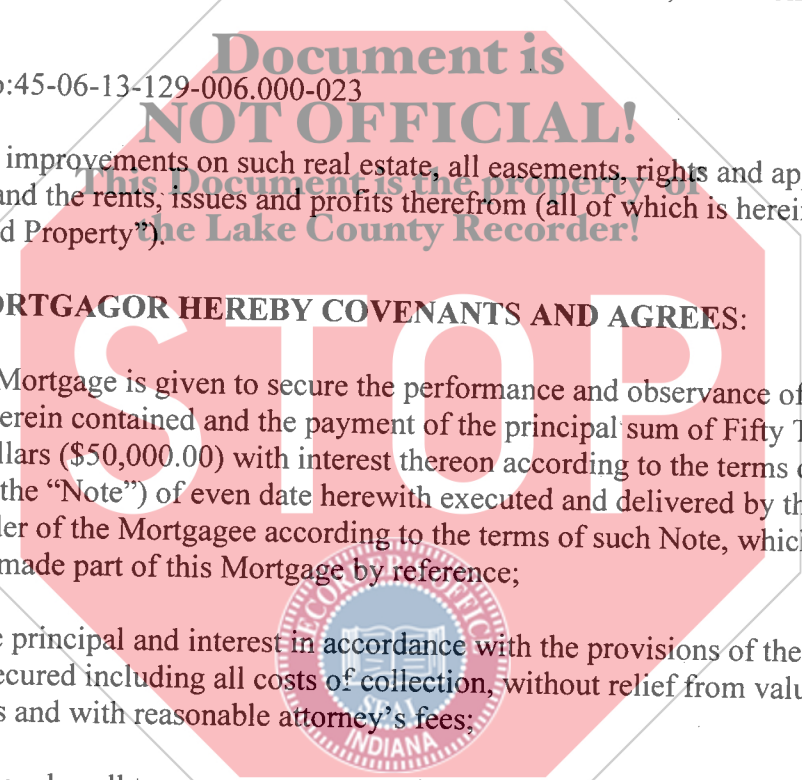 Document is
:45-06-13-129-006.000-023
NOT OFFICIAL!
improvements on such real estate, all easements, rights and ap
This Document is the property of
and the rents, issues and profits therefrom (all of which is herei
d Property”).
the Lake County Recorder!
ORTGAGOR HEREBY COVENANTS AND AGREES:
STOP
Mortgage is given to secure the performance and observance of
erein contained and the payment of the principal sum of Fifty T
llars ($50,000.00) with interest thereon according to the terms
the “Note”) of even date herewith executed and delivered by th
ler of the Mortgagee according to the terms of such Note, whic
made part of this Mortgage by reference;
RECORDER'S OFFICE
e principal and interest in accordance with the provisions of the
ecured including all costs of collection, without relief from valu
SEAL
s and with reasonable attorney’s fees;
INDIANA